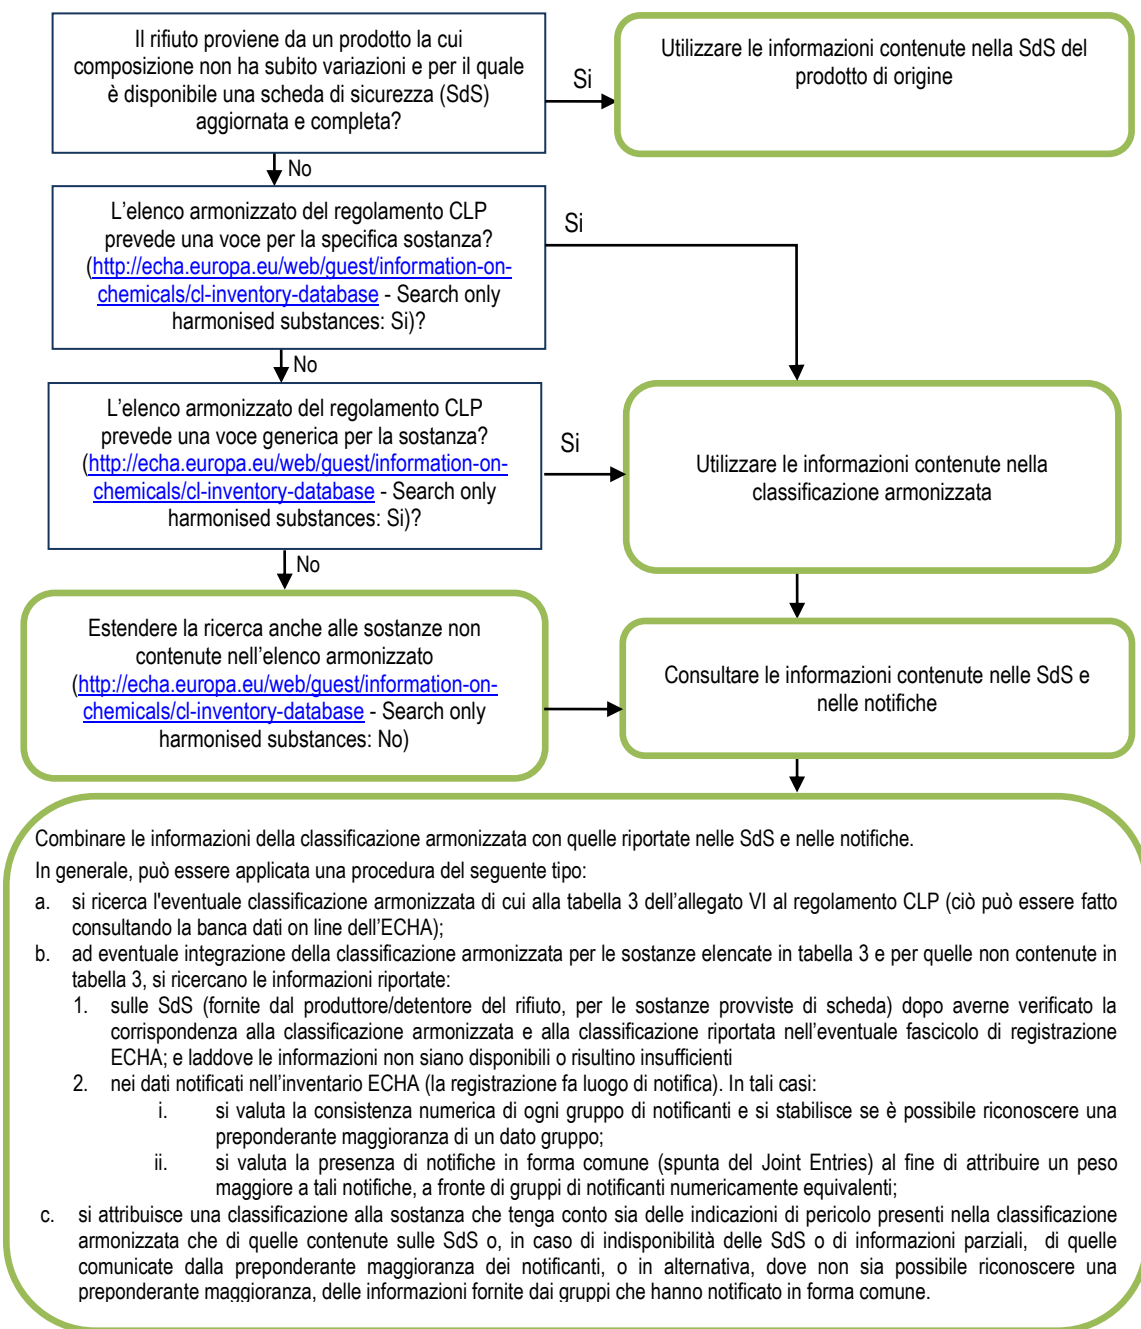 Il rifiuto proviene da un prodotto la cui
composizione non ha subito variazioni e per il quale
è disponibile una scheda di sicurezza (SdS)
aggiornata e completa?
Si
Utilizzare le informazioni contenute nella SdS del
prodotto di origine
No
L'elenco armonizzato del regolamento CLP
prevede una voce per la specifica sostanza?
(http://echa.europa.eu/web/guest/information-on-
chemicals/cl-inventory-database - Search only
harmonised substances: Si)?
Si
No
L'elenco armonizzato del regolamento CLP
prevede una voce generica per la sostanza?
(http://echa.europa.eu/web/guest/information-on-
chemicals/cl-inventory-database - Search only
harmonised substances: Si)?
Si
Utilizzare le informazioni contenute nella
classificazione armonizzata
No
Estendere la ricerca anche alle sostanze non
contenute nell'elenco armonizzato
(http://echa.europa.eu/web/guest/information-on-
chemicals/cl-inventory-database - Search only
harmonised substances: No)
Consultare le informazioni contenute nelle SdS e
nelle notifiche
Combinare le informazioni della classificazione armonizzata con quelle riportate nelle SdS e nelle notifiche.
In generale, può essere applicata una procedura del seguente tipo:
a. si ricerca l'eventuale classificazione armonizzata di cui alla tabella 3 dell'allegato VI al regolamento CLP (ciò può essere fatto
consultando la banca dati on line dell'ECHA);
b. ad eventuale integrazione della classificazione armonizzata per le sostanze elencate in tabella 3 e per quelle non contenute in
tabella 3, si ricercano le informazioni riportate:
1. sulle SdS (fornite dal produttore/detentore del rifiuto, per le sostanze provviste di scheda) dopo averne verificato la
corrispondenza alla classificazione armonizzata e alla classificazione riportata nell'eventuale fascicolo di registrazione
ECHA; e laddove le informazioni non siano disponibili o risultino insufficienti
2. nei dati notificati nell'inventario ECHA (la registrazione fa luogo di notifica). In tali casi:
i. si valuta la consistenza numerica di ogni gruppo di notificanti e si stabilisce se è possibile riconoscere una
preponderante maggioranza di un dato gruppo;
ii. si valuta la presenza di notifiche in forma comune (spunta del Joint Entries) al fine di attribuire un peso
maggiore a tali notifiche, a fronte di gruppi di notificanti numericamente equivalenti;
c. si attribuisce una classificazione alla sostanza che tenga conto sia delle indicazioni di pericolo presenti nella classificazione
armonizzata che di quelle contenute sulle SdS o, in caso di indisponibilità delle SdS o di informazioni parziali, di quelle
comunicate dalla preponderante maggioranza dei notificanti, o in alternativa, dove non sia possibile riconoscere una
preponderante maggioranza, delle informazioni fornite dai gruppi che hanno notificato in forma comune.